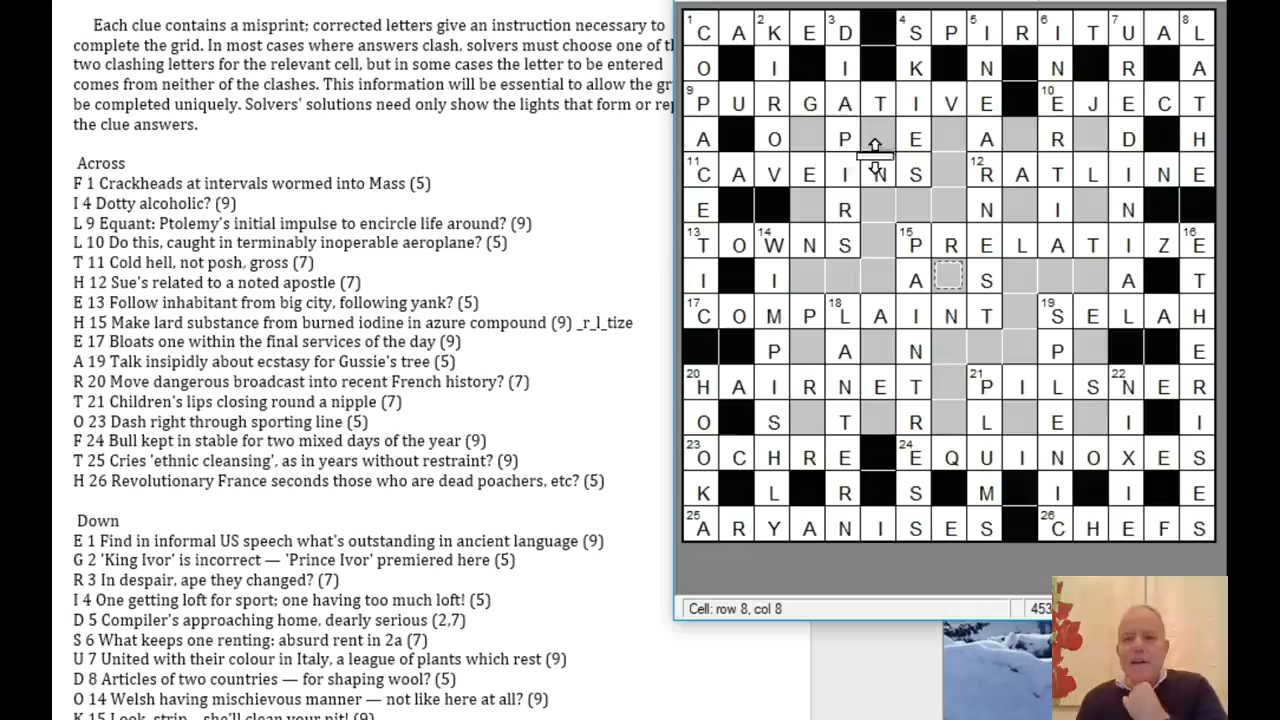 Each clue contains a misprint; corrected letters give an instruction necessary to
complete the grid. In most cases where answers clash, solvers must choose one of
two clashing letters for the relevant cell, but in some cases the letter to be entered
comes from neither of the clashes. This information will be essential to allow the
be completed uniquely. Solvers' solutions need only show the lights that form or
the clue answers.
Across
F 1 Crackheads at intervals wormed into Mass (5)
I 4 Dotty alcoholic? (9)
L 9 Equant: Ptolemy's initial impulse to encircle life around? (9)
L 10 Do this, caught in terminably inoperable aeroplane? (5)
T 11 Cold hell, not posh, gross (7)
H 12 Sue's related to a noted apostle (7)
E 13 Follow inhabitant from big city, following yank? (5)
H 15 Make lard substance from burned iodine in azure compound (9) _r_l_tize
E 17 Bloats one within the final services of the day (9)
A 19 Talk insipidly about ecstasy for Gussie's tree (5)
R 20 Move dangerous broadcast into recent French history? (7)
T 21 Children's lips closing round a nipple (7)
O 23 Dash right through sporting line (5)
F 24 Bull kept in stable for two mixed days of the year (9)
T 25 Cries 'ethnic cleansing', as in years without restraint? (9)
H 26 Revolutionary France seconds those who are dead poachers, etc? (5)
Down
E 1 Find in informal US speech what's outstanding in ancient language (9)
G 2 'King Ivor' is incorrect — 'Prince Ivor' premiered here (5)
R 3 In despair, ape they changed? (7)
I 4 One getting loft for sport; one having too much loft! (5)
D 5 Compiler's approaching home, dearly serious (2,7)
S 6 What keeps one renting: absurd rent in 2a (7)
U 7 United with their colour in Italy, a league of plants which rest (9)
D 8 Articles of two countries — for shaping wool? (5)
O 14 Welsh having mischievous manner — not like here at all? (9)
K 15 Look, strip – she'll clean your pit! (9)
1 C A 2 K E 3 D 4 S P 5 I R 6 I T 7 U A 8 L
O I I K N N R A
9 P U R G A T I V E 10 E J E C T
A O P E A R D H
11 C A V E I N S 12 R A T L I N E
E R N I N
13 T O 14 W N S 15 P R E L A T I Z 16 E
I I A S A T
17 C O M P 18 L A I N T 19 S E L A H
P A N P E
20 H A I R N E T 21 P I L S 22 N E R
O S T R L E I I
23 O C H R E 24 E Q U I N O X E S
K L R S M I I E
25 A R Y A N I S E S 26 C H E F S
Cell: row 8, col 8
453